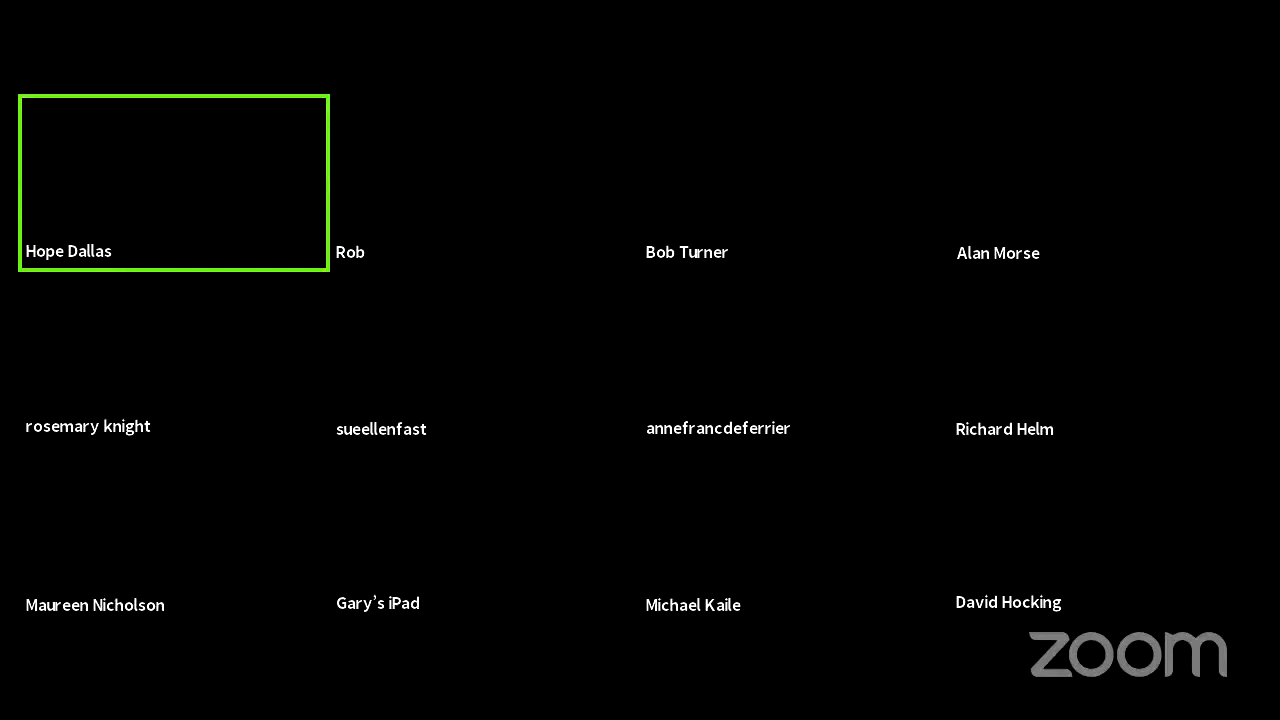 Hope Dallas
Rob
Bob Turner
Alan Morse
rosemary knight
sueellenfast
annefrancdeferrier
Richard Helm
Maureen Nicholson
Gary’s iPad
Michael Kaile
David Hocking
zoom